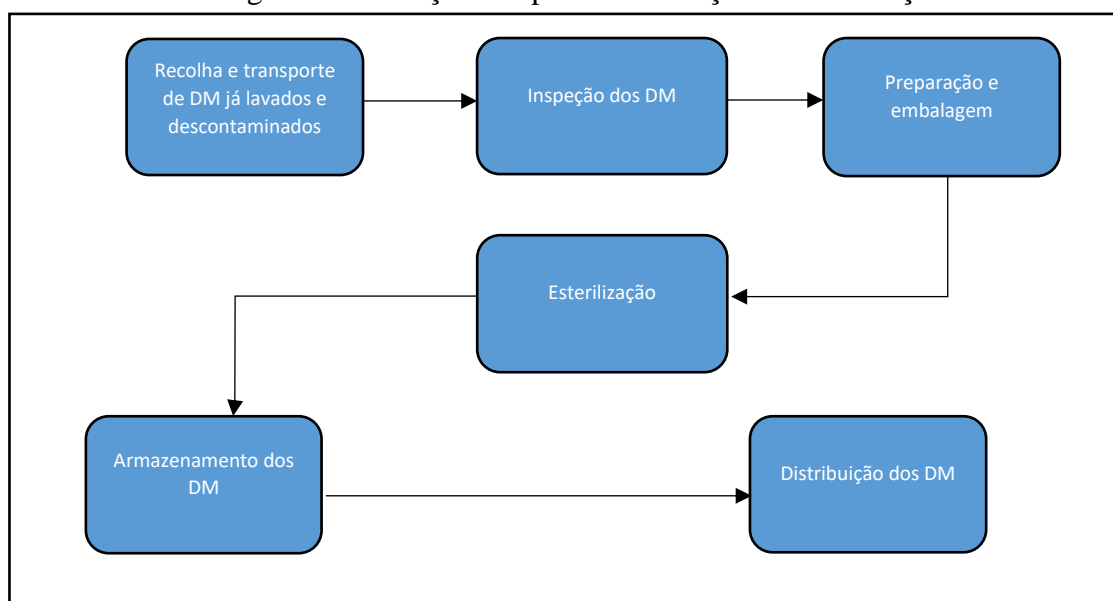 Recolha e transporte
de DM já lavados e
descontaminados
Inspeção dos DM
Preparação e
embalagem
Esterilização
Armazenamento dos
DM
Distribuição dos DM